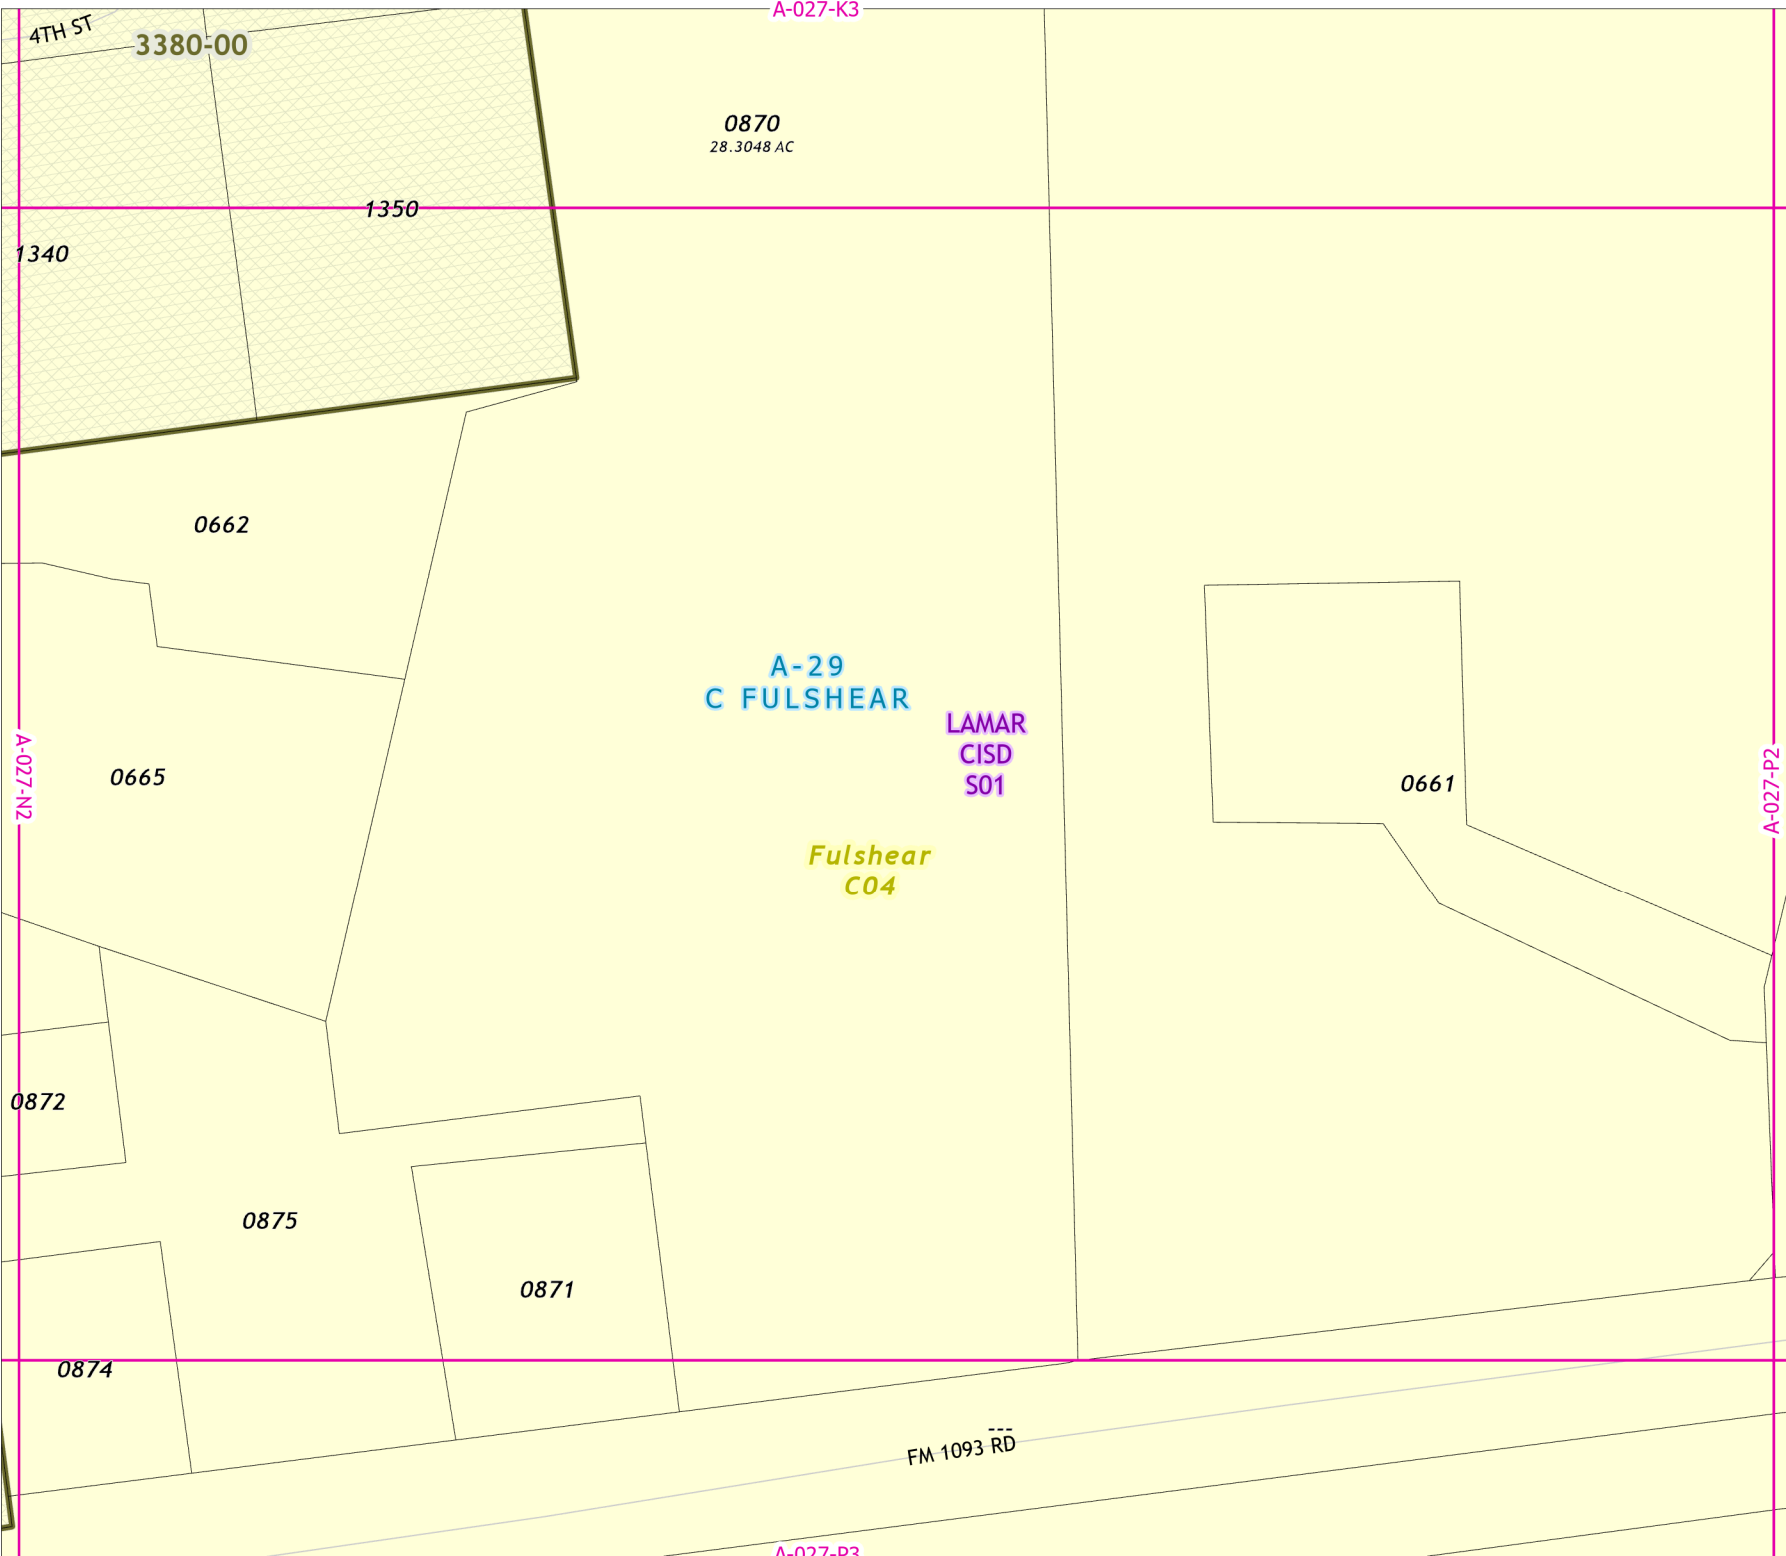 A-027-K3
4TH ST
3380-00
0870
28.3048 AC
1350
1340
0662
A-29
C FULSHEAR
LAMAR
CISD
S01
A-027-N2
0665
0661
A-027-P2
Fulshear
C04
0872
0875
0871
0874
---
FM 1093 RD
A-027-P3